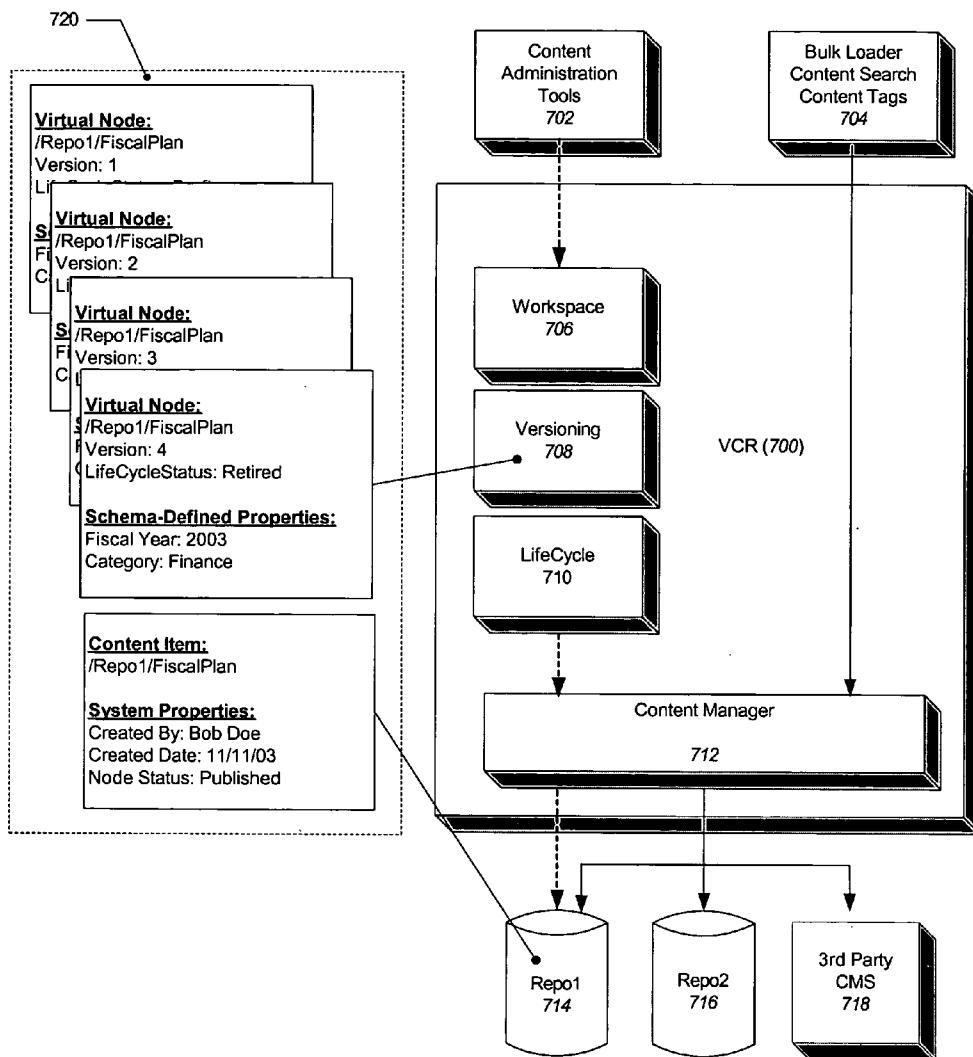 720
Virtual Node:
/Repo1/FiscalPlan
Version: 1
Virtual Node:
/Repo1/FiscalPlan
Version: 2
Virtual Node:
/Repo1/FiscalPlan
Version: 3
Virtual Node:
/Repo1/FiscalPlan
Version: 4
LifeCycleStatus: Retired
Schema-Defined Properties:
Fiscal Year: 2003
Category: Finance
Content Item:
/Repo1/FiscalPlan
System Properties:
Created By: Bob Doe
Created Date: 11/11/03
Node Status: Published
Content
Administration
Tools
702
Bulk Loader
Content Search
Content Tags
704
Workspace
706
Versioning
708
VCR (700)
LifeCycle
710
Content Manager
712
Repo1
714
Repo2
716
3rd Party
CMS
718